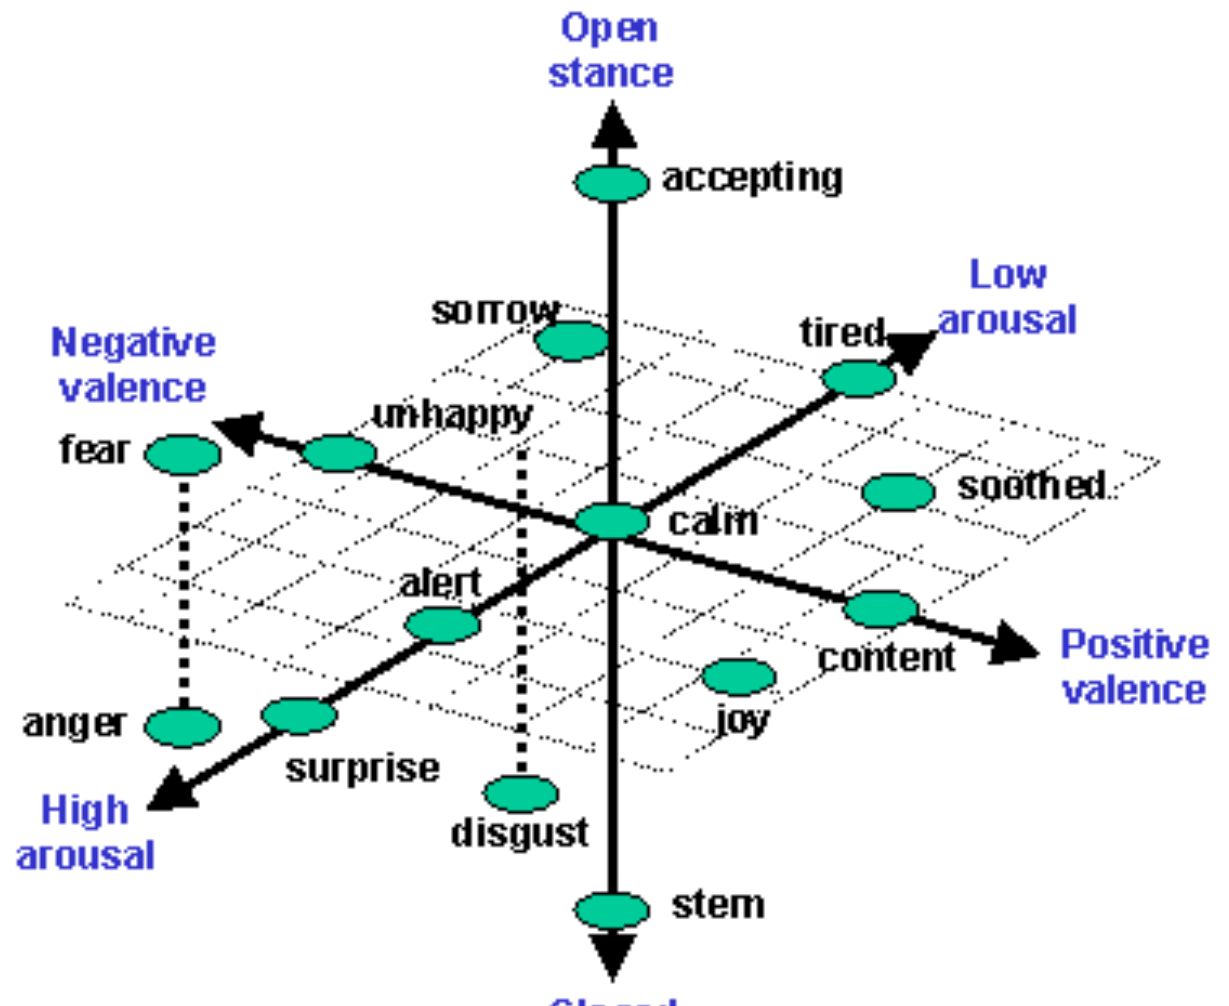 Open
stance
accepting
Low
arousal
sorrow
tired
Negative
valence
unhappy
fear
soothed
calm
alert
content
Positive
valence
anger
joy
surprise
High
arousal
disgust
stern